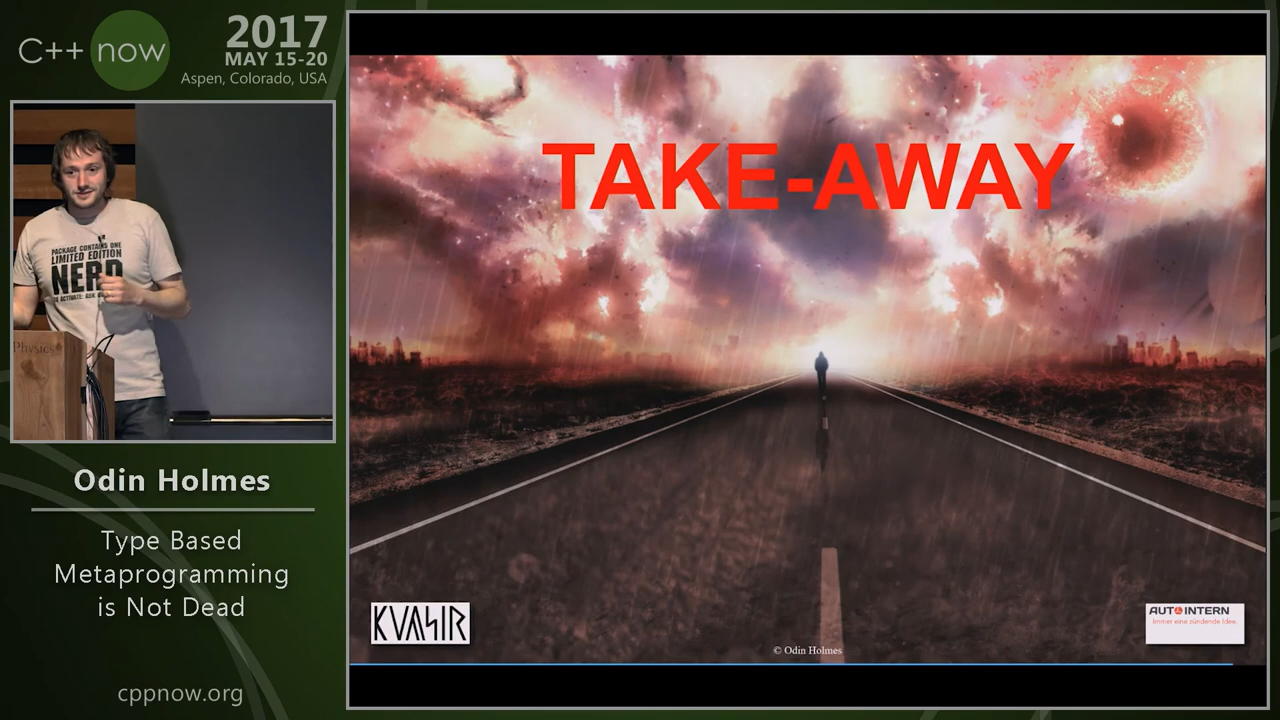 C++ now
2017
MAY 15-20
Aspen, Colorado, USA
PACKAGE CONTAINS ONE
LIMITED EDITION
NERD
Physics
Odin Holmes
Type Based
Metaprogramming
is Not Dead
cppnow.org
TAKE-AWAY
KVASIR
AUTOINTERN
Immer eine zündende Idee.
© Odin Holmes